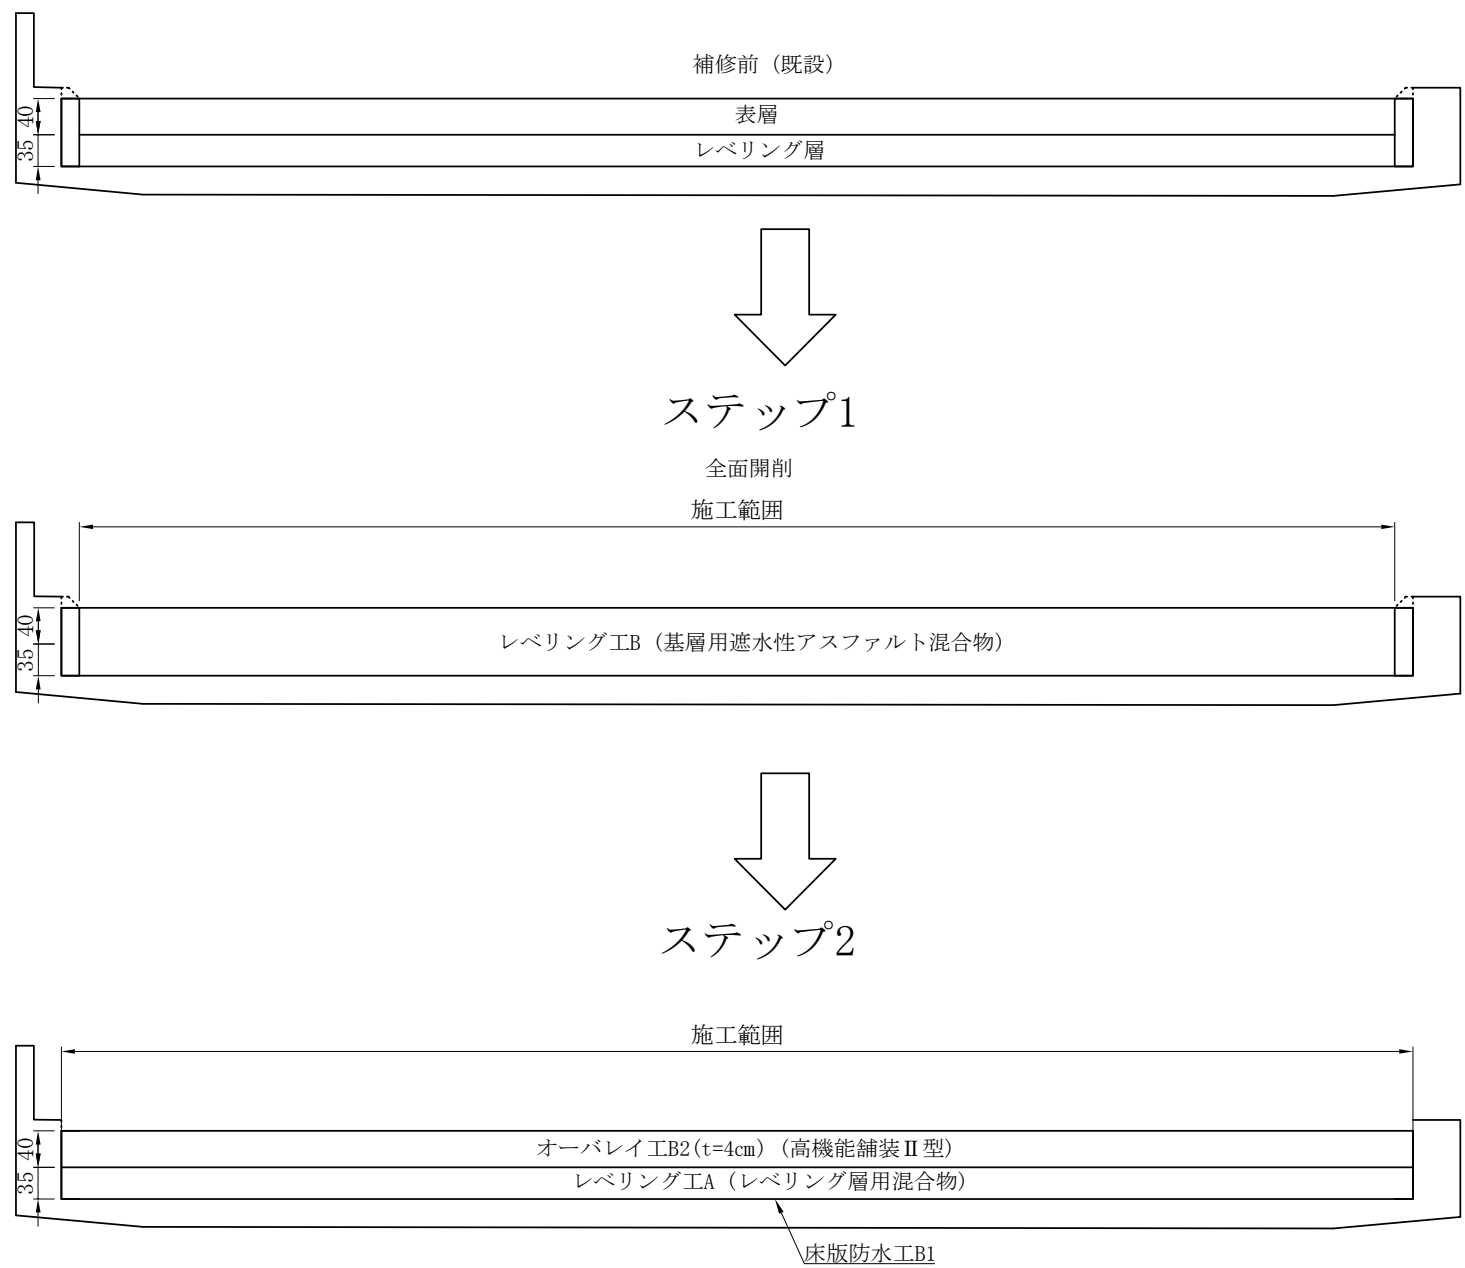 補修前（既設）
表層
40
レベリング層
35
ステップ1
全面開削
施工範囲
40
レベリング工B（基層用遮水性アスファルト混合物）
35
ステップ2
施工範囲
オーバレイ工B2(t=4cm)（高機能舗装Ⅱ型）
40
レベリング工A（レベリング層用混合物）
35
床版防水工B1